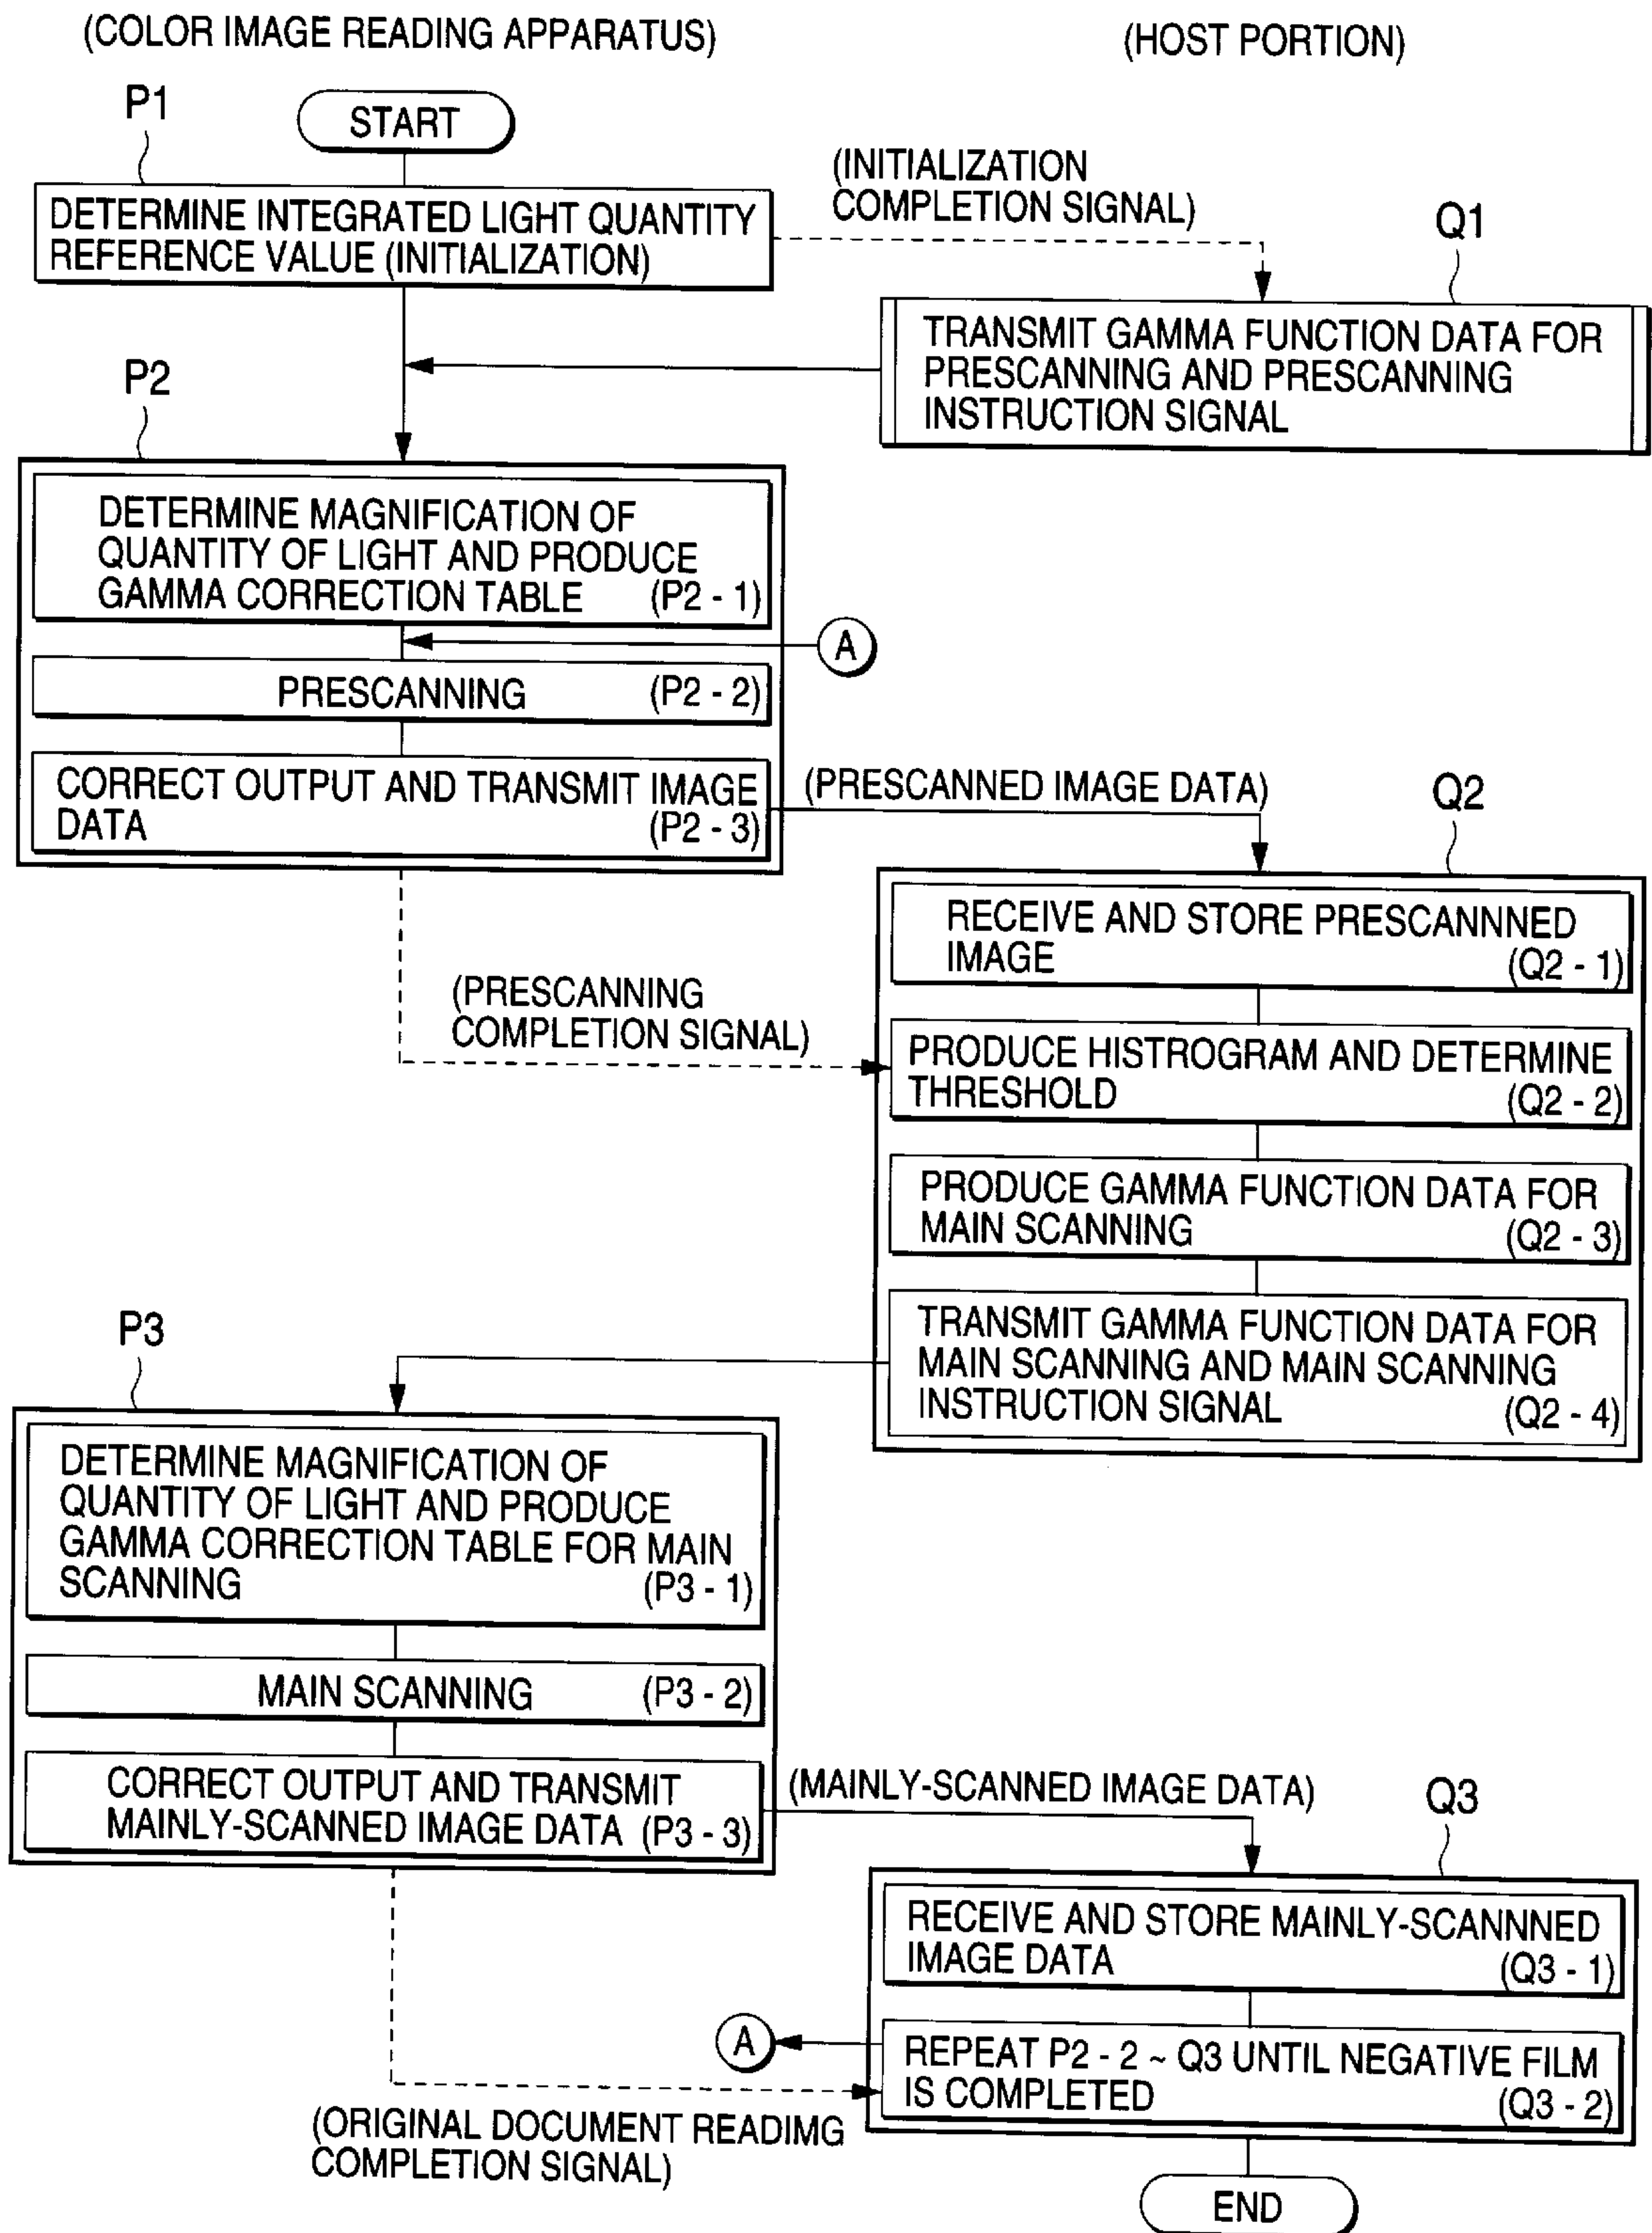 (COLOR IMAGE READING APPARATUS)
(HOST PORTION)
P1
START
(INITIALIZATION
COMPLETION SIGNAL)
DETERMINE INTEGRATED LIGHT QUANTITY
REFERENCE VALUE (INITIALIZATION)
Q1
TRANSMIT GAMMA FUNCTION DATA FOR
PRESCANNING AND PRESCANNING
INSTRUCTION SIGNAL
P2
DETERMINE MAGNIFICATION OF
QUANTITY OF LIGHT AND PRODUCE
GAMMA CORRECTION TABLE (P2 - 1)
A
PRESCANNING (P2 - 2)
CORRECT OUTPUT AND TRANSMIT IMAGE
DATA (P2 - 3)
(PRESCANNED IMAGE DATA)
Q2
RECEIVE AND STORE PRESCANNNED
IMAGE (Q2 - 1)
(PRESCANNING
COMPLETION SIGNAL)
PRODUCE HISTROGRAM AND DETERMINE
THRESHOLD (Q2 - 2)
PRODUCE GAMMA FUNCTION DATA FOR
MAIN SCANNING (Q2 - 3)
TRANSMIT GAMMA FUNCTION DATA FOR
MAIN SCANNING AND MAIN SCANNING
INSTRUCTION SIGNAL (Q2 - 4)
P3
DETERMINE MAGNIFICATION OF
QUANTITY OF LIGHT AND PRODUCE
GAMMA CORRECTION TABLE FOR MAIN
SCANNING (P3 - 1)
MAIN SCANNING (P3 - 2)
CORRECT OUTPUT AND TRANSMIT
MAINLY-SCANNED IMAGE DATA (P3 - 3)
(MAINLY-SCANNED IMAGE DATA)
Q3
RECEIVE AND STORE MAINLY-SCANNNED
IMAGE DATA (Q3 - 1)
A
REPEAT P2 - 2 ~ Q3 UNTIL NEGATIVE FILM
IS COMPLETED (Q3 - 2)
(ORIGINAL DOCUMENT READIMG
COMPLETION SIGNAL)
END